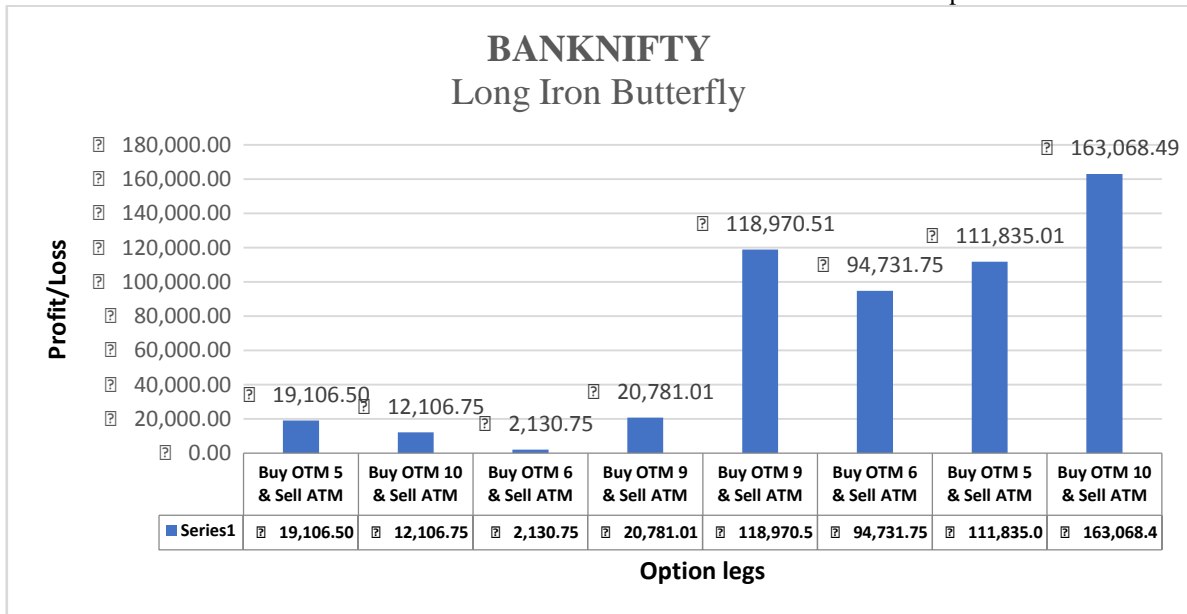 BANKNIFTY
Long Iron Butterfly
180,000.00
160,000.00
140,000.00
120,000.00
100,000.00
80,000.00
60,000.00
40,000.00
20,000.00
0.00
Profit/Loss
19,106.50
12,106.75
2,130.75
20,781.01
118,970.51
94,731.75
111,835.01
163,068.49
Buy OTM 5
& Sell ATM
Buy OTM 10
& Sell ATM
Buy OTM 6
& Sell ATM
Buy OTM 9
& Sell ATM
Buy OTM 9
& Sell ATM
Buy OTM 6
& Sell ATM
Buy OTM 5
& Sell ATM
Buy OTM 10
& Sell ATM
Series1 19,106.50 12,106.75 2,130.75 20,781.01 118,970.5 94,731.75 111,835.0 163,068.4
Option legs